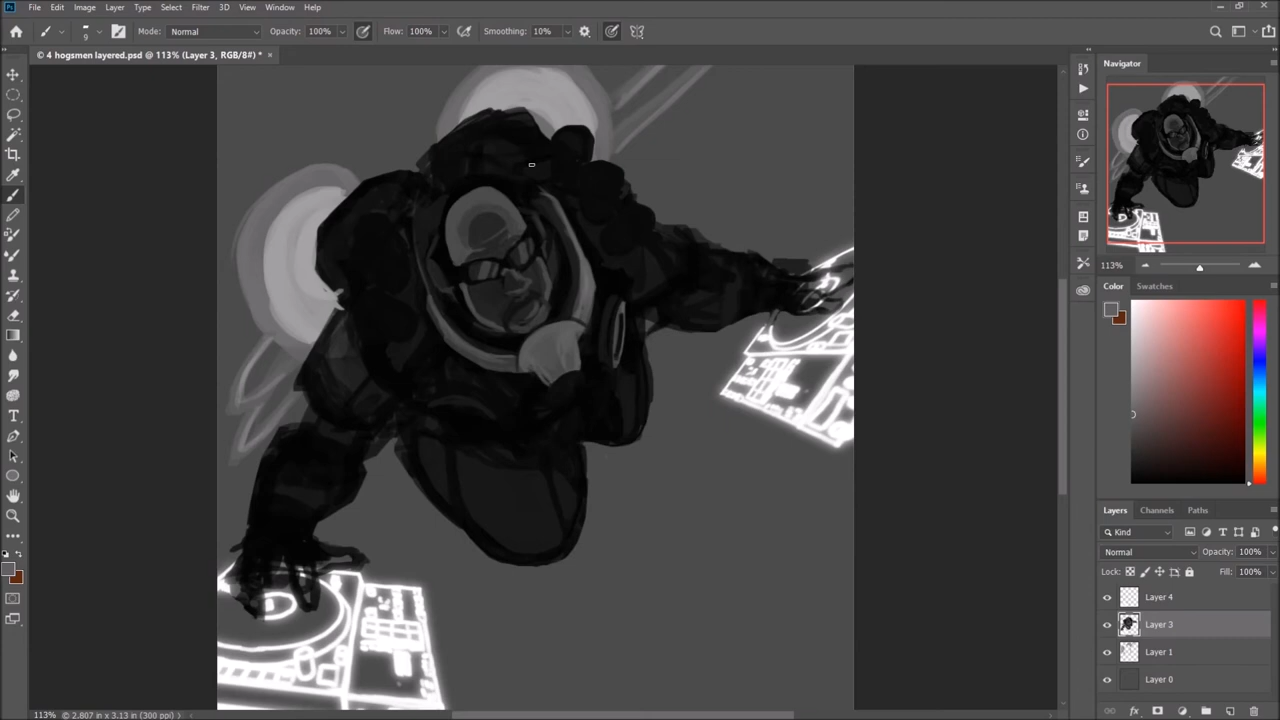 Ps File Edit Image Layer Type Select Filter 3D View Window Help
9 Mode: Normal Opacity: 100% Flow: 100% Smoothing: 10%
© 4 hogsmen layered.psd @ 113% (Layer 3, RGB/8#) * ×
Navigator
113%
Color Swatches
Layers Channels Paths
Kind
Normal Opacity: 100%
Lock: Fill: 100%
Layer 4
Layer 3
Layer 1
Layer 0
fx
113% © 2.807 in x 3.13 in (300 ppi)